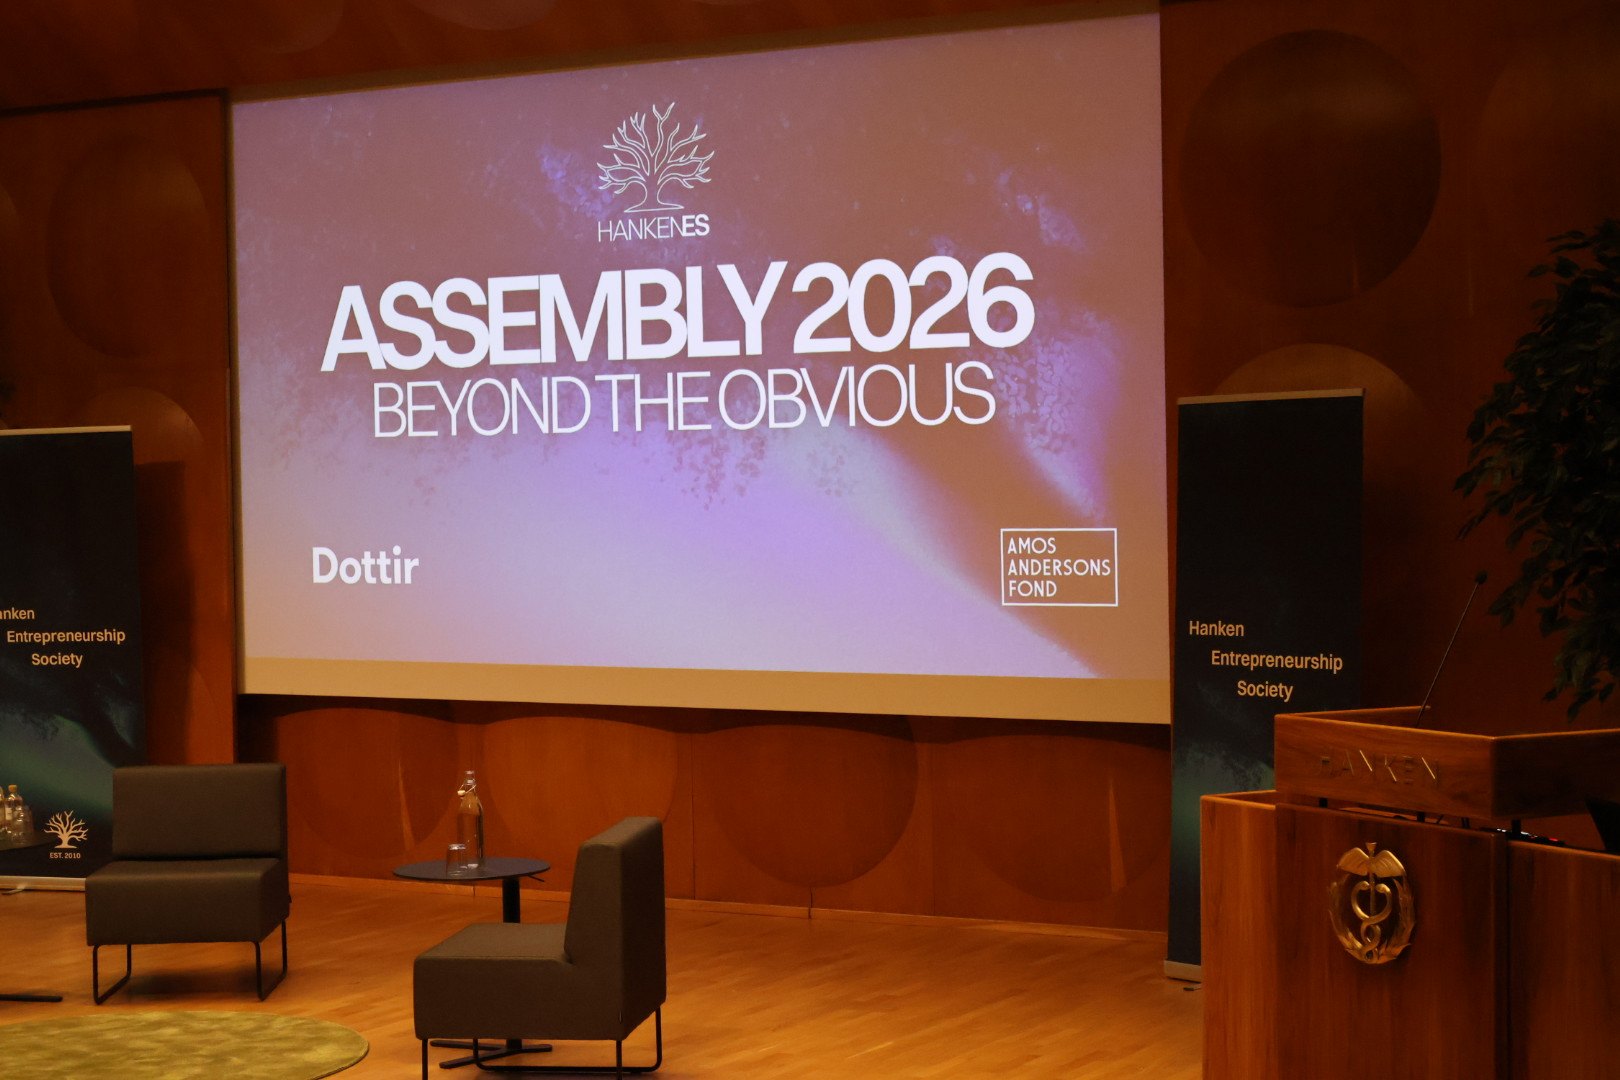 HANKENES
ASSEMBLY 2026
BEYOND THE OBVIOUS
Dottir
AMOS
ANDERSONS
FOND
anken
Entrepreneurship
Society
EST. 2010
Hanken
Entrepreneurship
Society
HANKEN